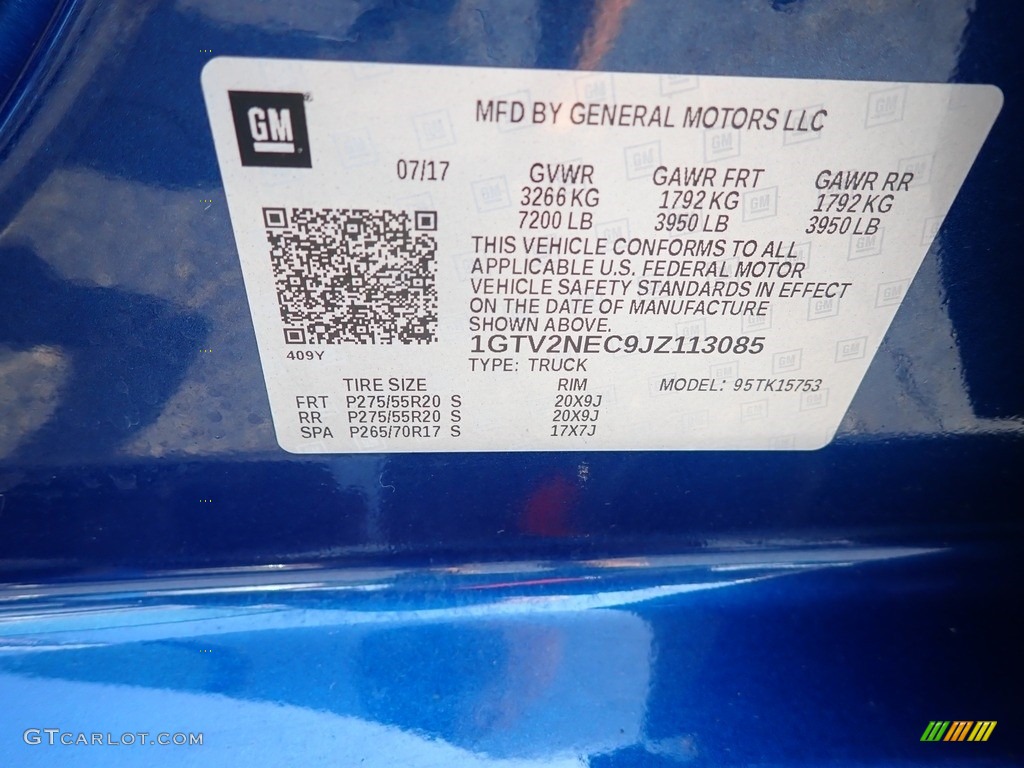 GM
MFD BY GENERAL MOTORS LLC
07/17 GVWR GAWR FRT GAWR RR
3266 KG 1792 KG 1792 KG
7200 LB 3950 LB 3950 LB
THIS VEHICLE CONFORMS TO ALL
APPLICABLE U.S. FEDERAL MOTOR
VEHICLE SAFETY STANDARDS IN EFFECT
ON THE DATE OF MANUFACTURE
SHOWN ABOVE.
1GTV2NEC9JZ113085
409Y
TYPE: TRUCK
TIRE SIZE RIM MODEL: 95TK15753
FRT P275/55R20 S 20X9J
RR P275/55R20 S 20X9J
SPA P265/70R17 S 17X7J
GTCARLOT.COM